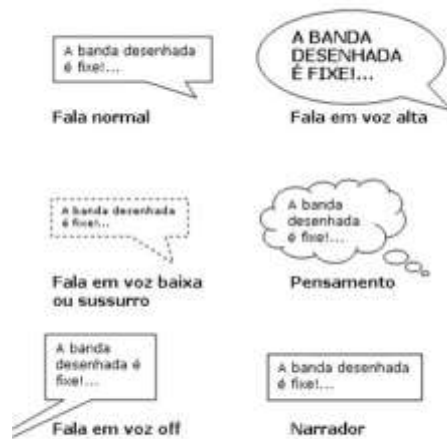 A banda desenhada
é fixe!...
Fala normal
A BANDA
DESENHADA
É FIXE!...
Fala em voz alta
A banda desenhada
é fixe!...
Fala em voz baixa
ou sussurro
A banda
desenhada
é fixe!...
Pensamento
A banda
desenhada é
fixe!...
Fala em voz off
A banda desenhada
é fixe!...
Narrador